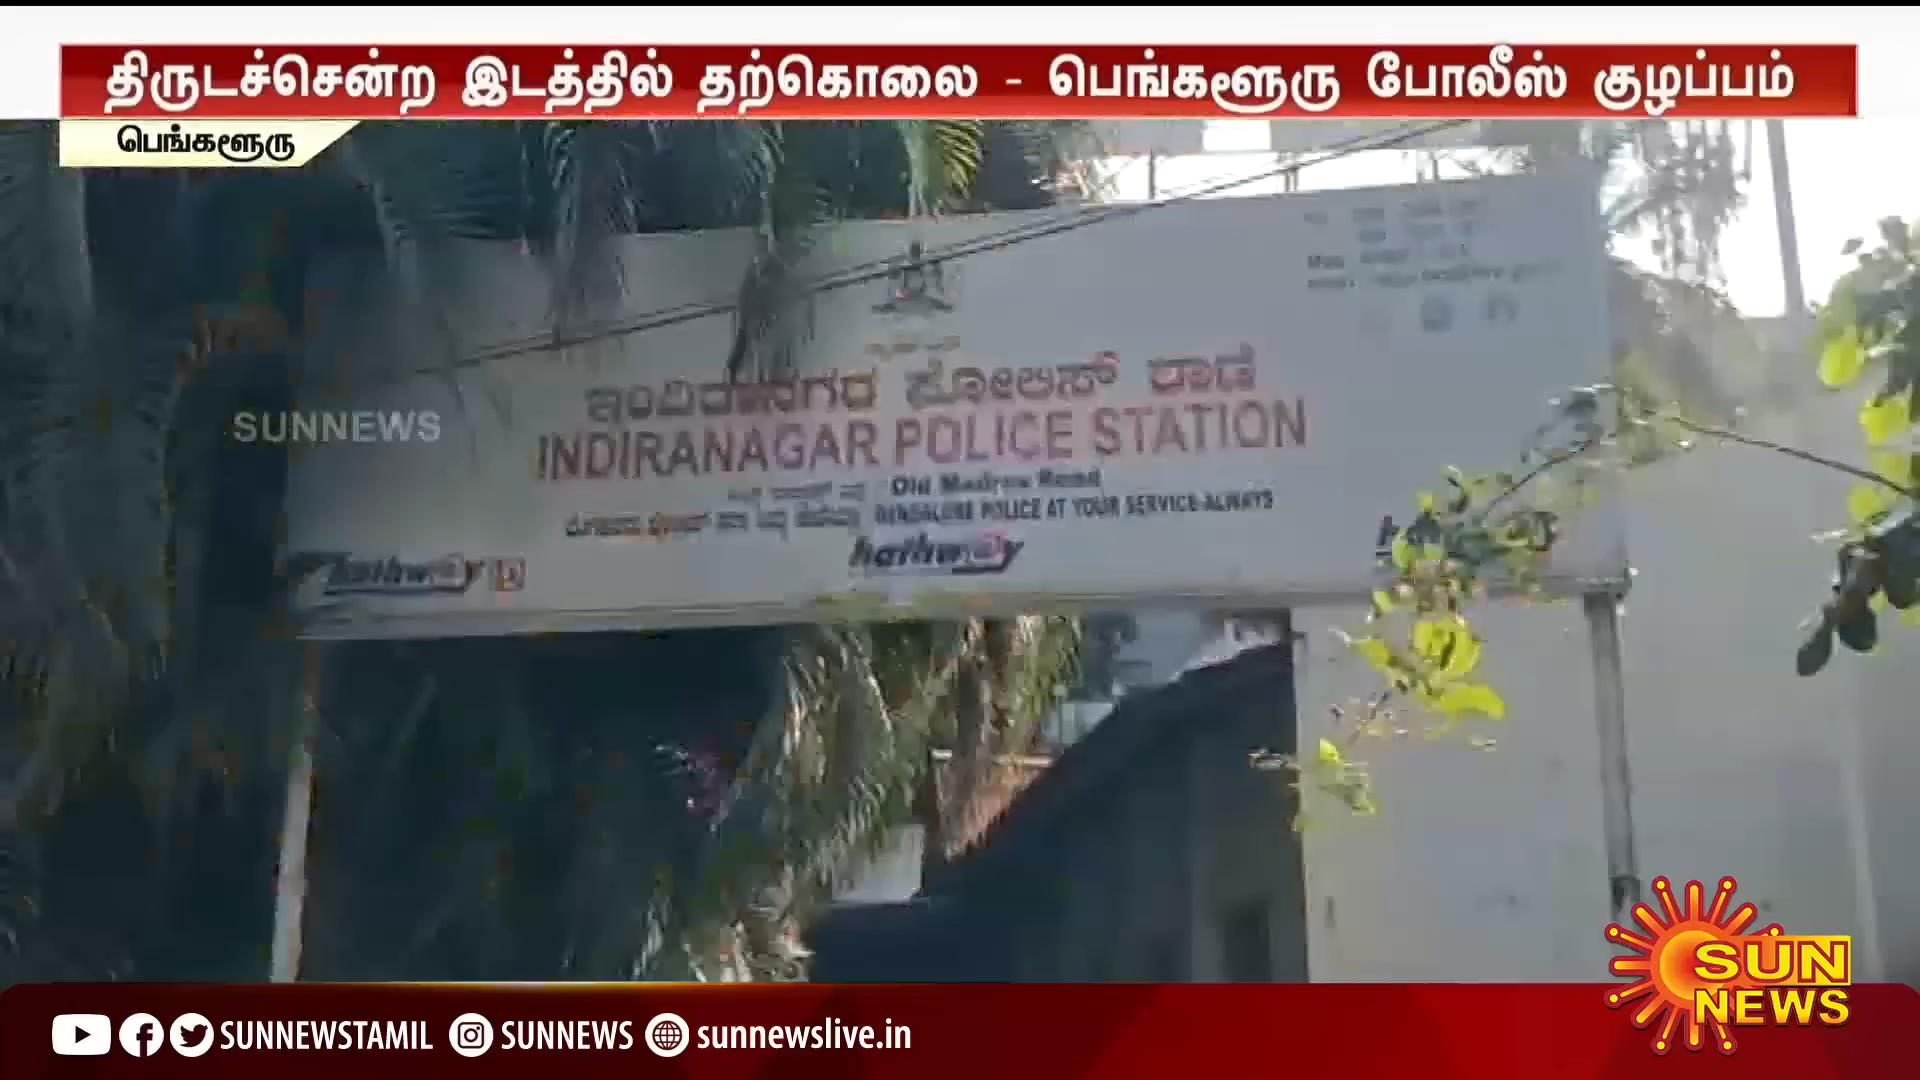 திருடச்சென்ற இடத்தில் தற்கொலை - பெங்களூரு போலீஸ் குழப்பம்
பெங்களூரு
SUNNEWS
ಇಂದಿರಾನಗರ ಪೋಲಿಸ್ ಠಾಣೆ
INDIRANAGAR POLICE STATION
Old Madras Road
BANGALORE POLICE AT YOUR SERVICE-ALWAYS
hathway
hathway
SUN
NEWS
SUNNEWSTAMIL SUNNEWS sunnewslive.in